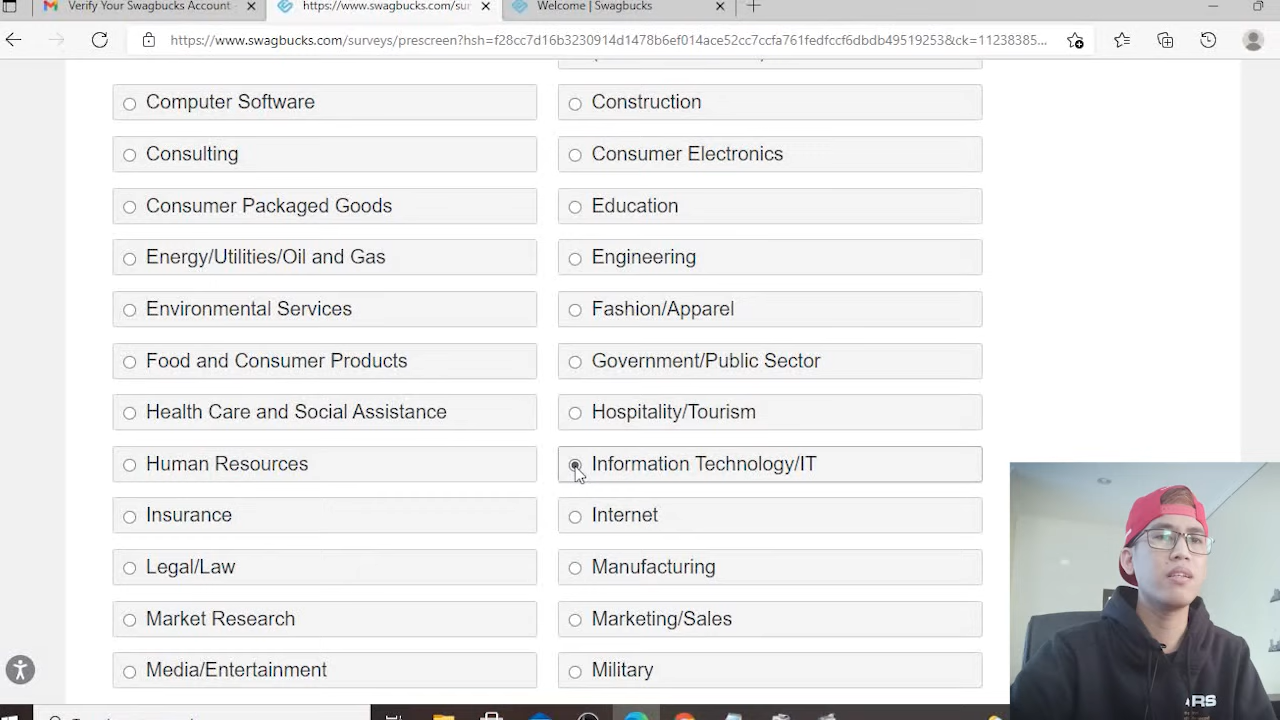 Verify Your Swagbucks Account
https://www.swagbucks.com/sur
Welcome | Swagbucks
https://www.swagbucks.com/surveys/prescreen?hsh=f28cc7d16b3230914d1478b6ef014ace52cc7cfa761fedfccf6dbdb49519253&ck=11238385...
Computer Software
Construction
Consulting
Consumer Electronics
Consumer Packaged Goods
Education
Energy/Utilities/Oil and Gas
Engineering
Environmental Services
Fashion/Apparel
Food and Consumer Products
Government/Public Sector
Health Care and Social Assistance
Hospitality/Tourism
Human Resources
Information Technology/IT
Insurance
Internet
Legal/Law
Manufacturing
Market Research
Marketing/Sales
Media/Entertainment
Military